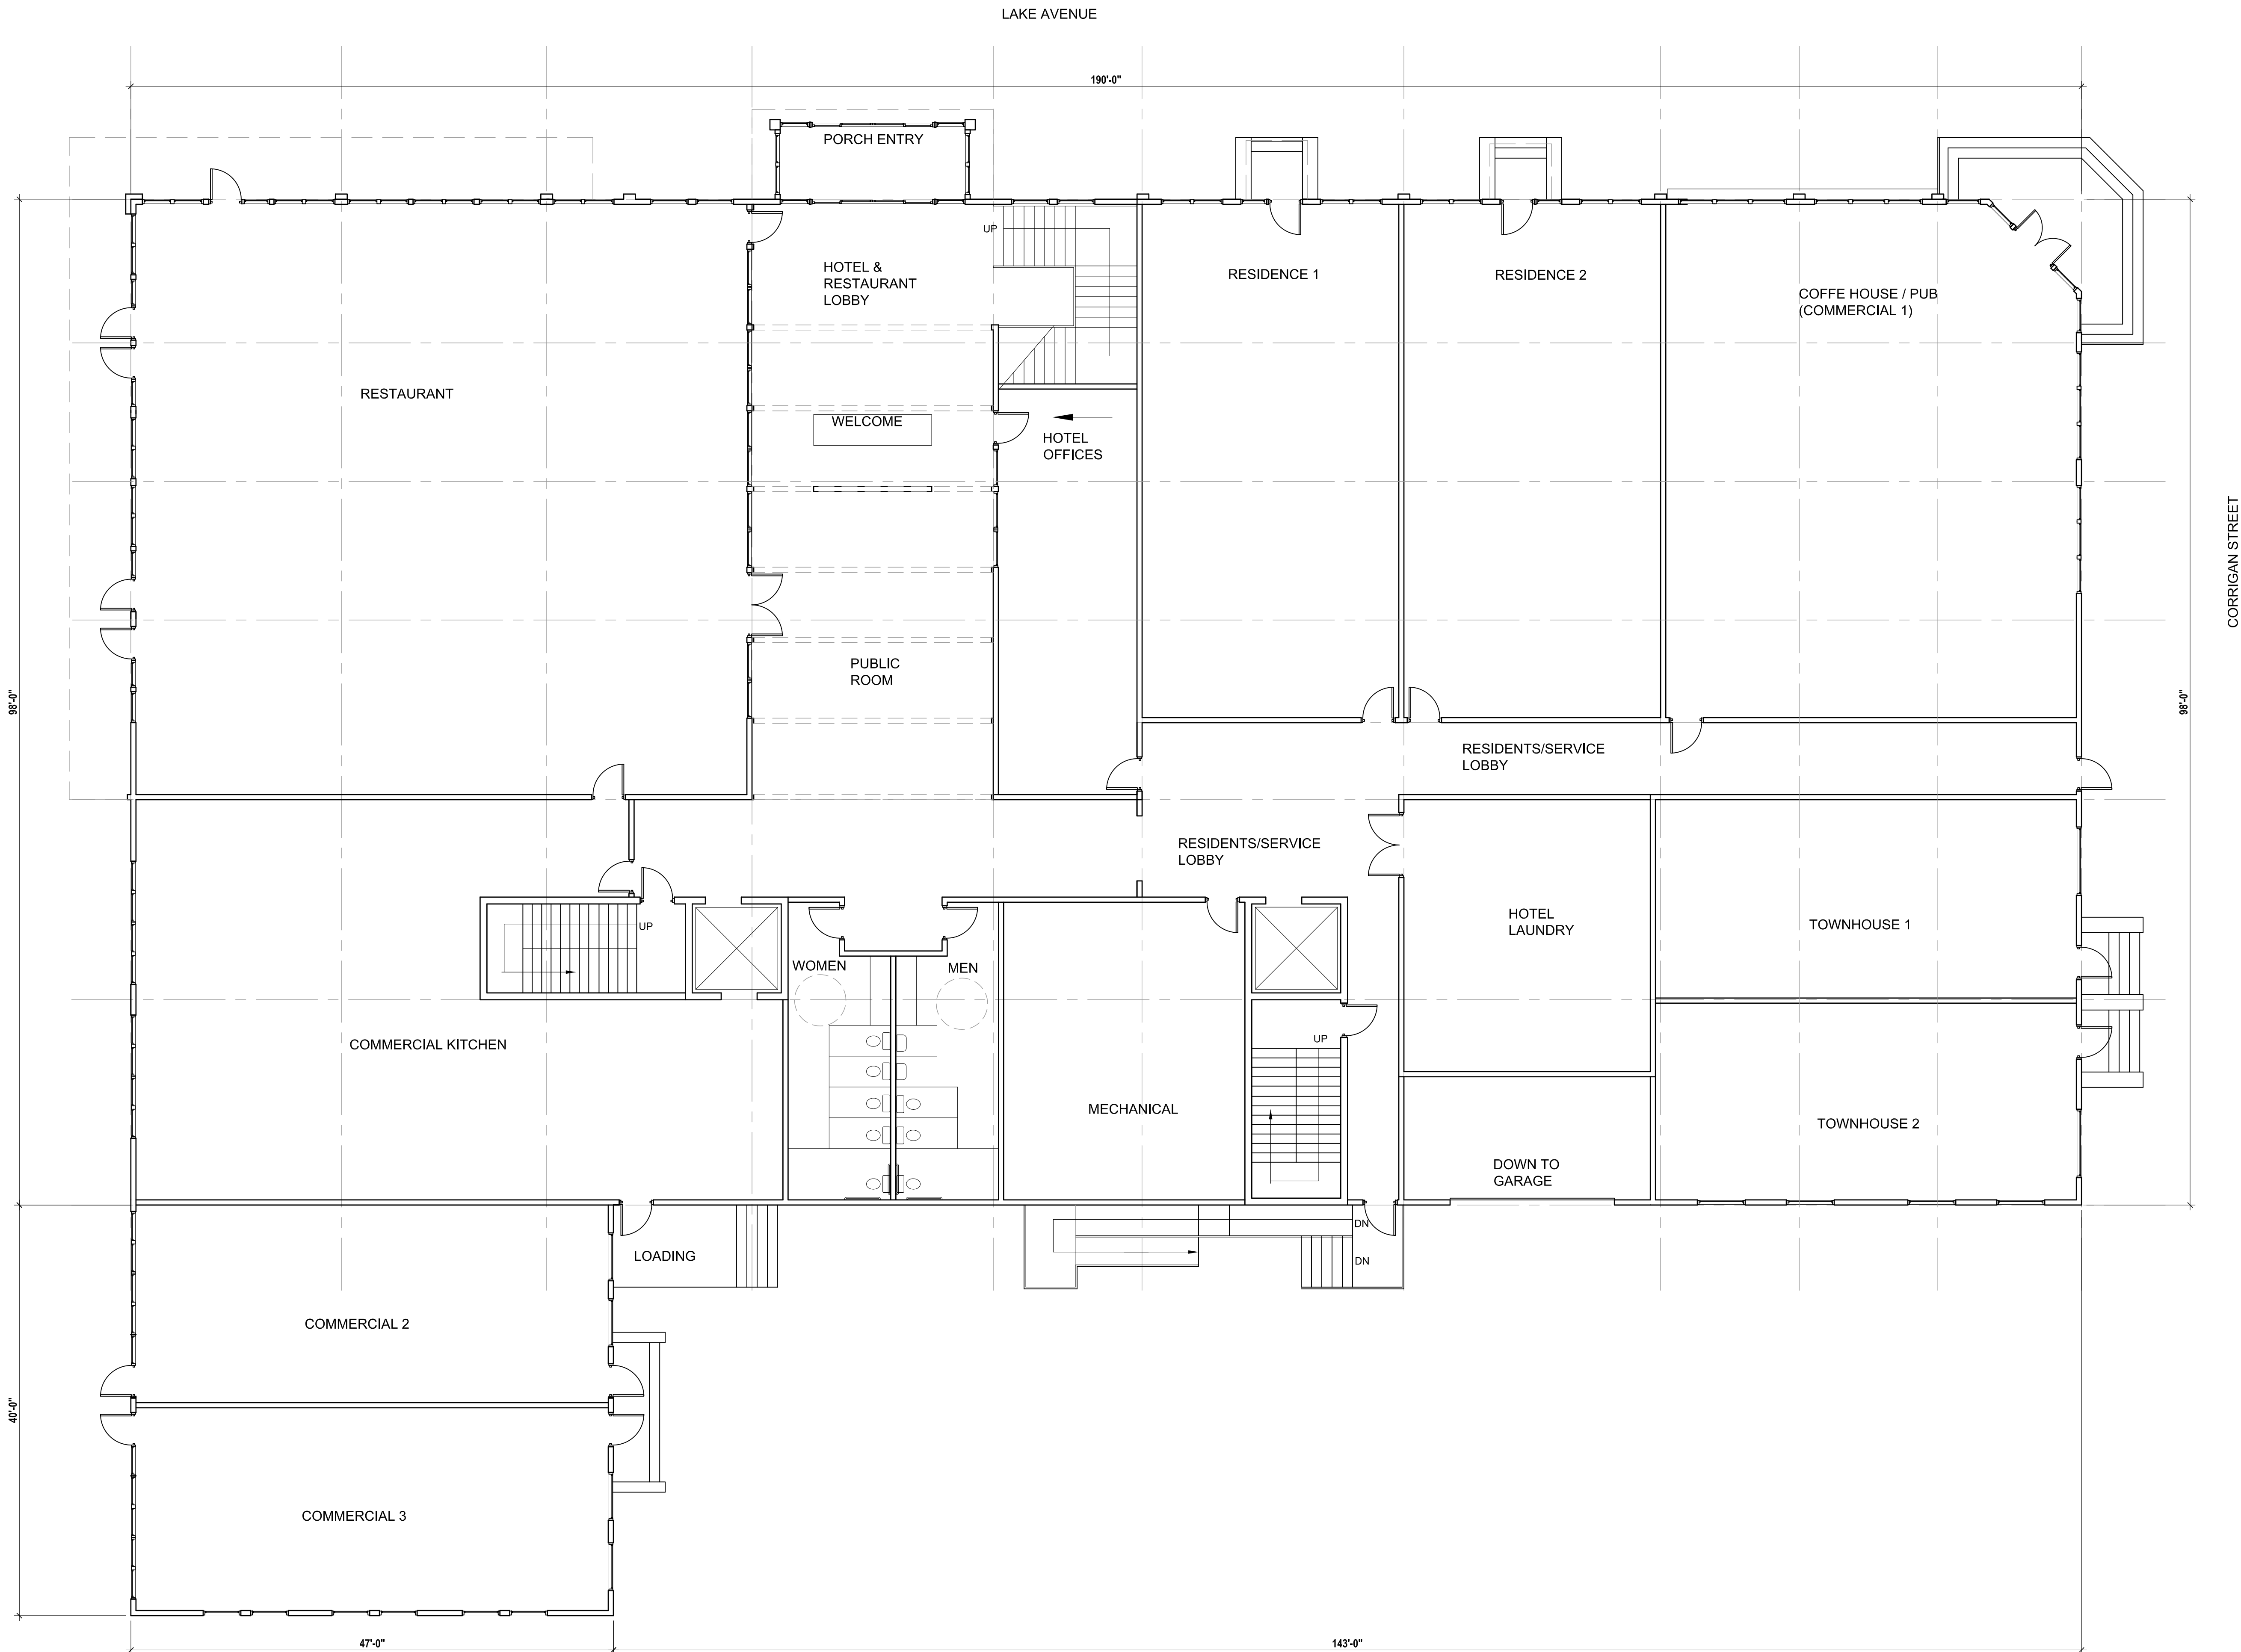 LAKE AVENUE
190'-0"
PORCH ENTRY
UP
HOTEL &
RESTAURANT
LOBBY
RESIDENCE 1
RESIDENCE 2
COFFE HOUSE / PUB
(COMMERCIAL 1)
RESTAURANT
WELCOME
HOTEL
OFFICES
CORRIGAN STREET
PUBLIC
ROOM
98'-0"
98'-0"
RESIDENTS/SERVICE
LOBBY
RESIDENTS/SERVICE
LOBBY
UP
HOTEL
LAUNDRY
TOWNHOUSE 1
WOMEN
MEN
COMMERCIAL KITCHEN
UP
MECHANICAL
TOWNHOUSE 2
DOWN TO
GARAGE
DN
LOADING
DN
COMMERCIAL 2
40'-0"
COMMERCIAL 3
47'-0"
143'-0"